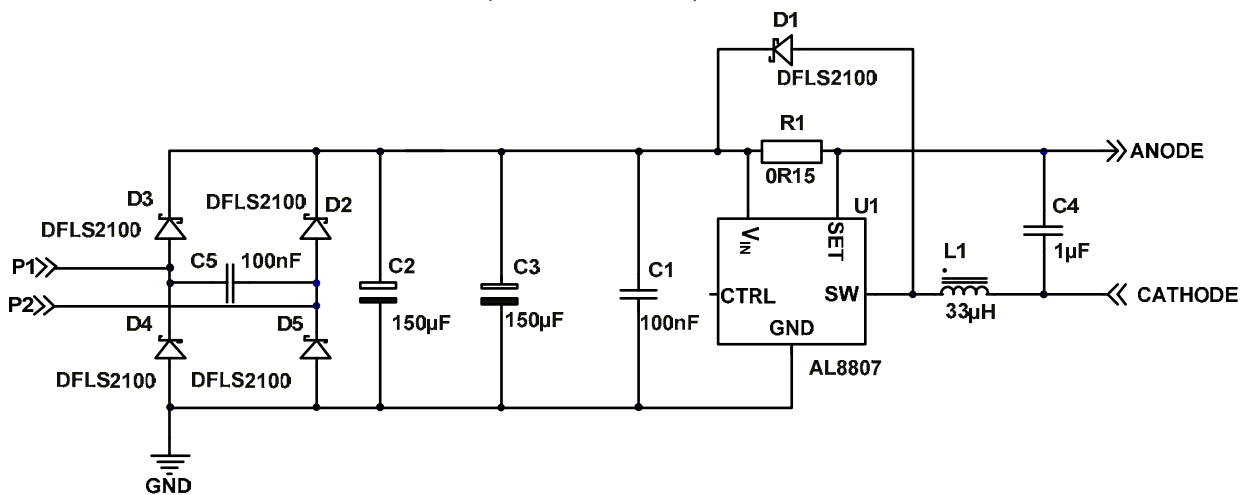 D1
DFLS2100
R1
0R15
ANODE
D3
DFLS2100
DFLS2100
D2
U1
VIN
SET
C4
1µF
P1
C5
100nF
C2
150µF
C3
150µF
C1
100nF
CTRL
SW
GND
L1
33µH
CATHODE
P2
D4
DFLS2100
D5
DFLS2100
AL8807
GND